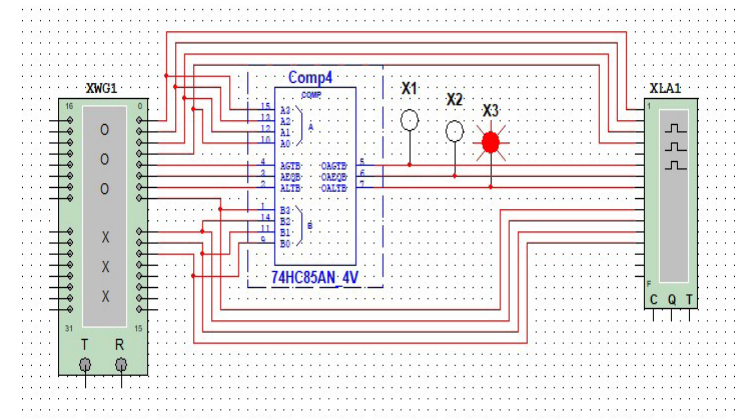 XWG1
16 0
O
O
O
X
X
X
31 15
T R
Comp4
COMP
15 A3
13 A2
12 A1
10 A0
A
4 AGTB OAGTB 5
3 AEQB OAEQB 6
2 ALTB OALTB 7
1 B3
14 B2
11 B1
9 B0
B
74HC85AN_4V
X1
X2
X3
XLA1
1
F
C Q T